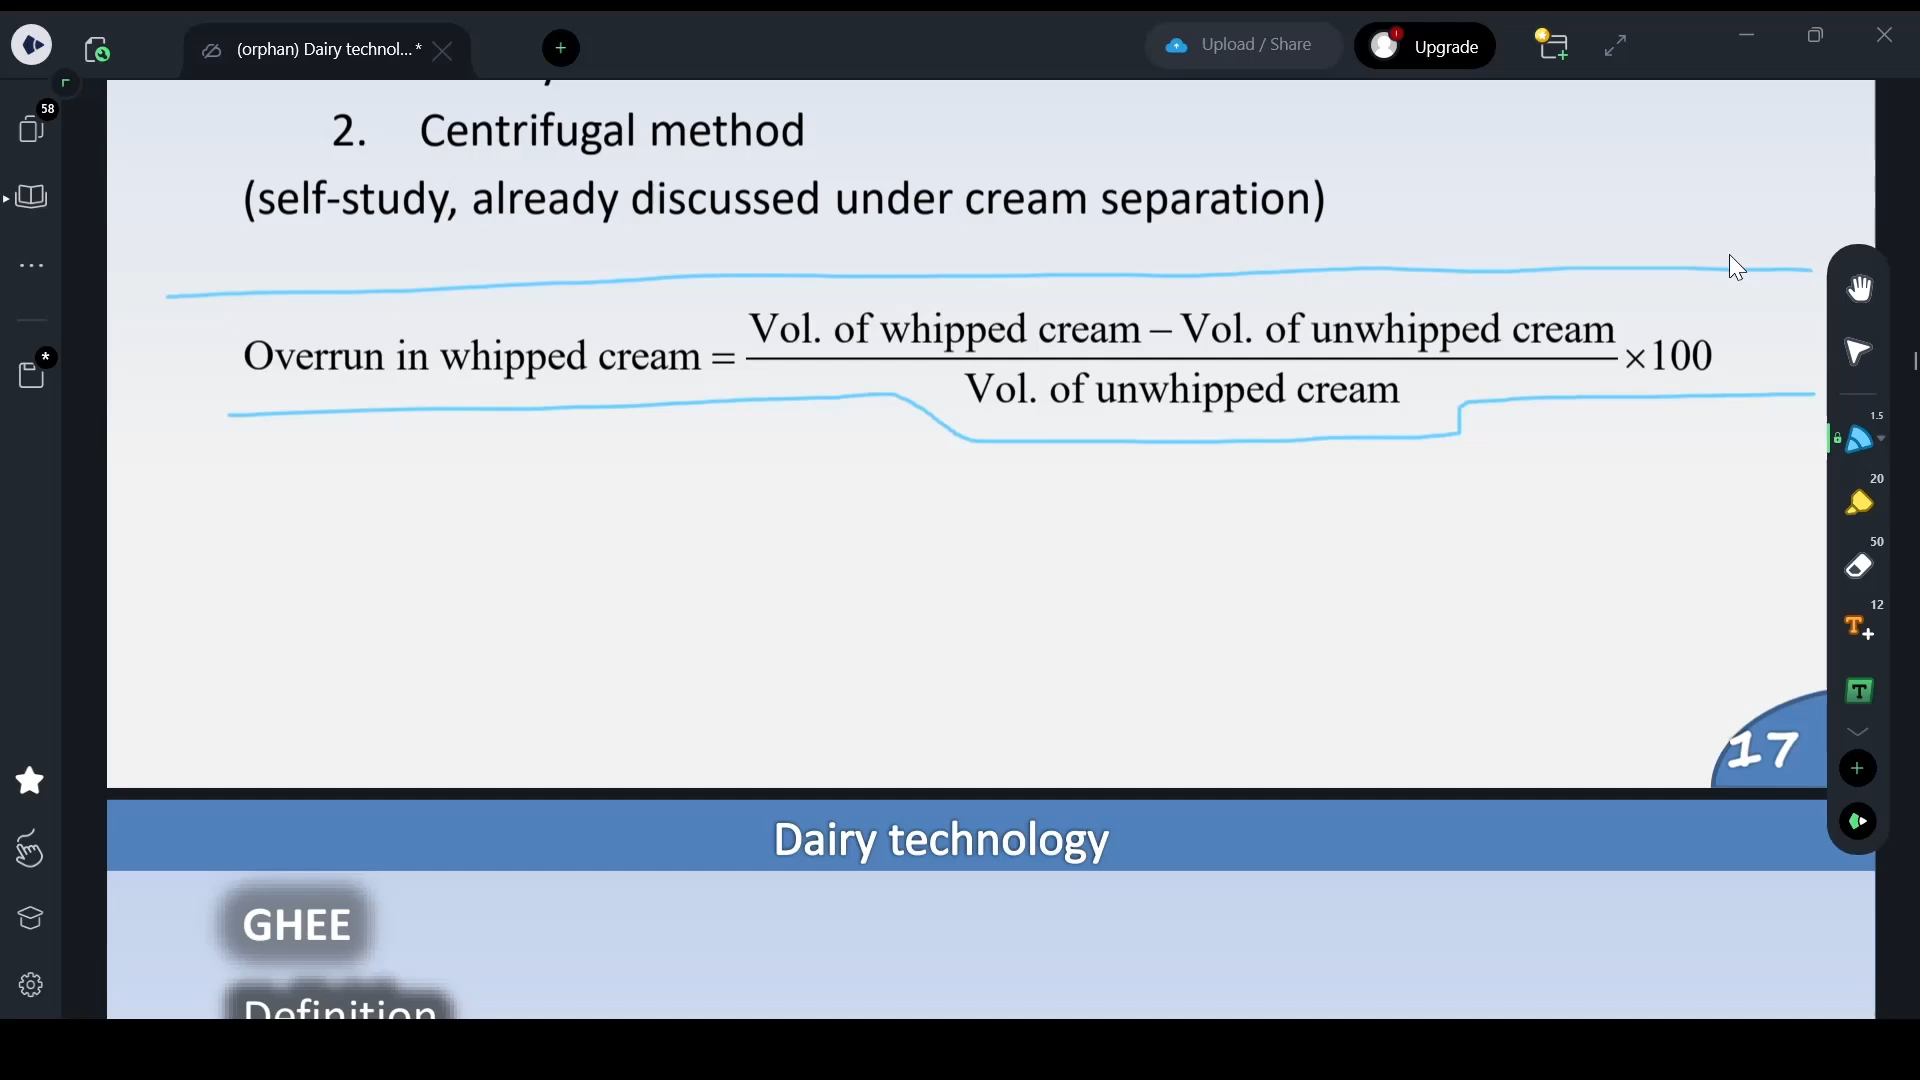 (orphan) Dairy technol...*
Upload / Share
Upgrade
58
2. Centrifugal method
(self-study, already discussed under cream separation)
Overrun in whipped cream = Vol. of whipped cream – Vol. of unwhipped cream
Vol. of unwhipped cream
×100
1.5
20
50
12
17
Dairy technology
GHEE
Definition